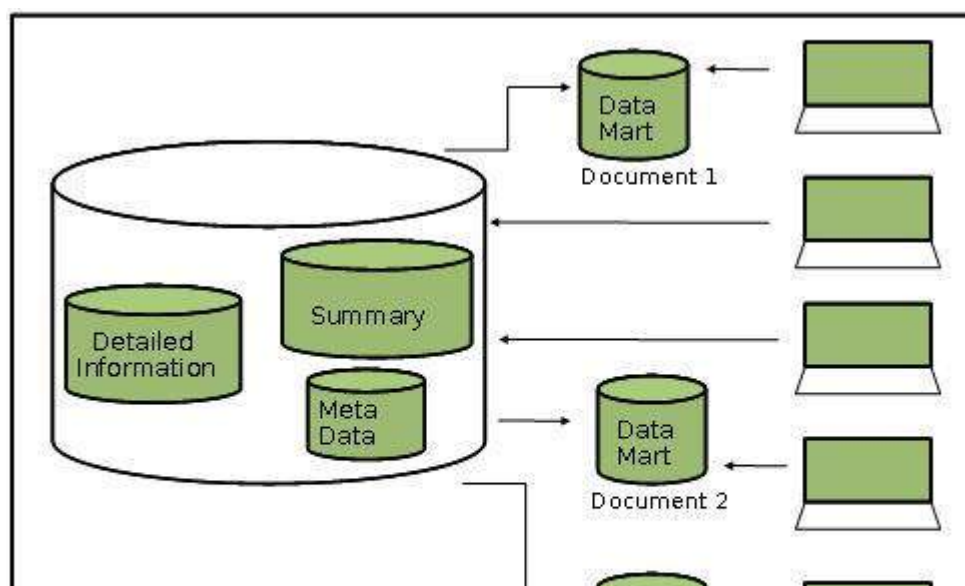 Data
Mart
Document 1
Summary
Detailed
Information
Meta
Data
Data
Mart
Document 2